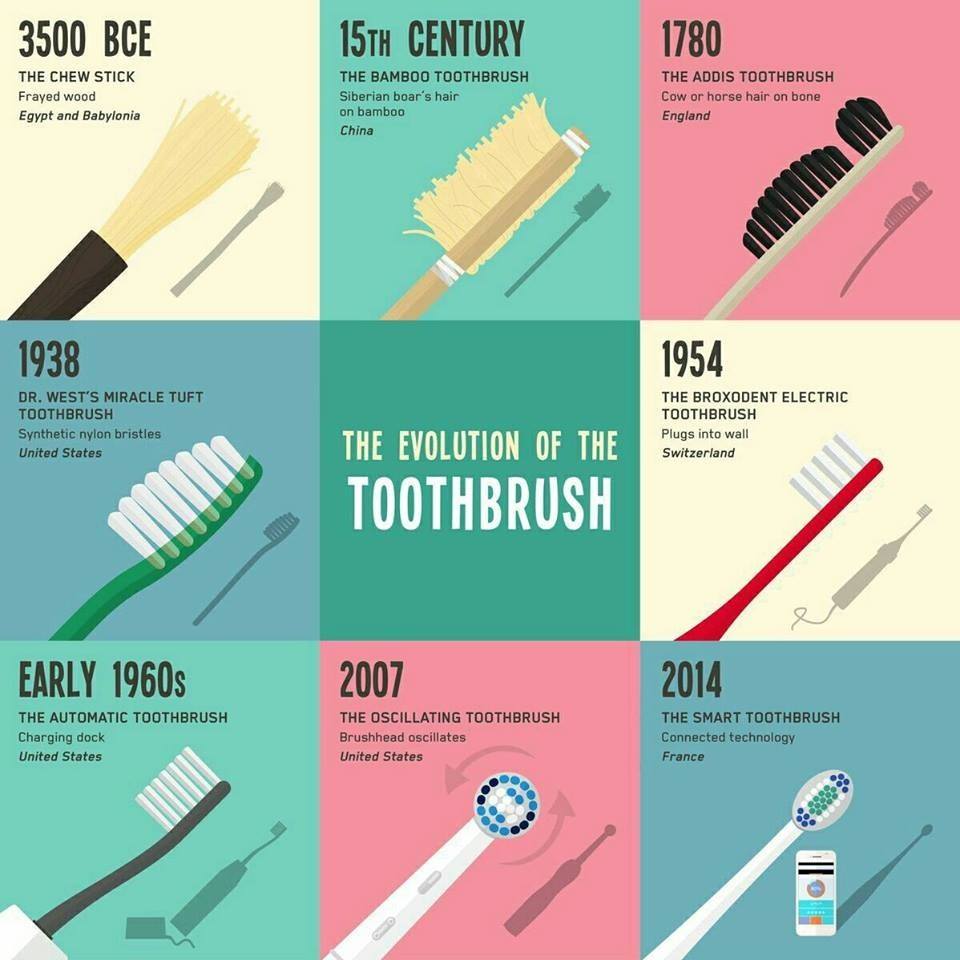 3500 BCE
THE CHEW STICK
Frayed wood
Egypt and Babylonia
15TH CENTURY
THE BAMBOO TOOTHBRUSH
Siberian boar's hair
on bamboo
China
1780
THE ADDIS TOOTHBRUSH
Cow or horse hair on bone
England
1938
DR. WEST'S MIRACLE TUFT
TOOTHBRUSH
Synthetic nylon bristles
United States
THE EVOLUTION OF THE
TOOTHBRUSH
1954
THE BROXODENT ELECTRIC
TOOTHBRUSH
Plugs into wall
Switzerland
EARLY 1960s
THE AUTOMATIC TOOTHBRUSH
Charging dock
United States
2007
THE OSCILLATING TOOTHBRUSH
Brushhead oscillates
United States
2014
THE SMART TOOTHBRUSH
Connected technology
France